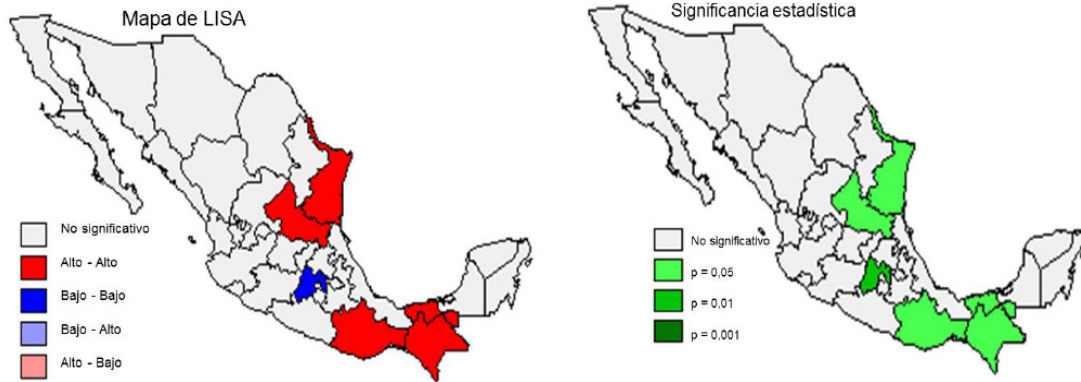 Mapa de LISA
No significativo
Alto - Alto
Bajo - Bajo
Bajo - Alto
Alto - Bajo
Significancia estadística
No significativo
p = 0.05
p = 0.01
p = 0.001